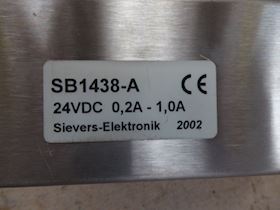 SB1438-A CE
24VDC 0,2A - 1,0A
Sievers-Elektronik 2002